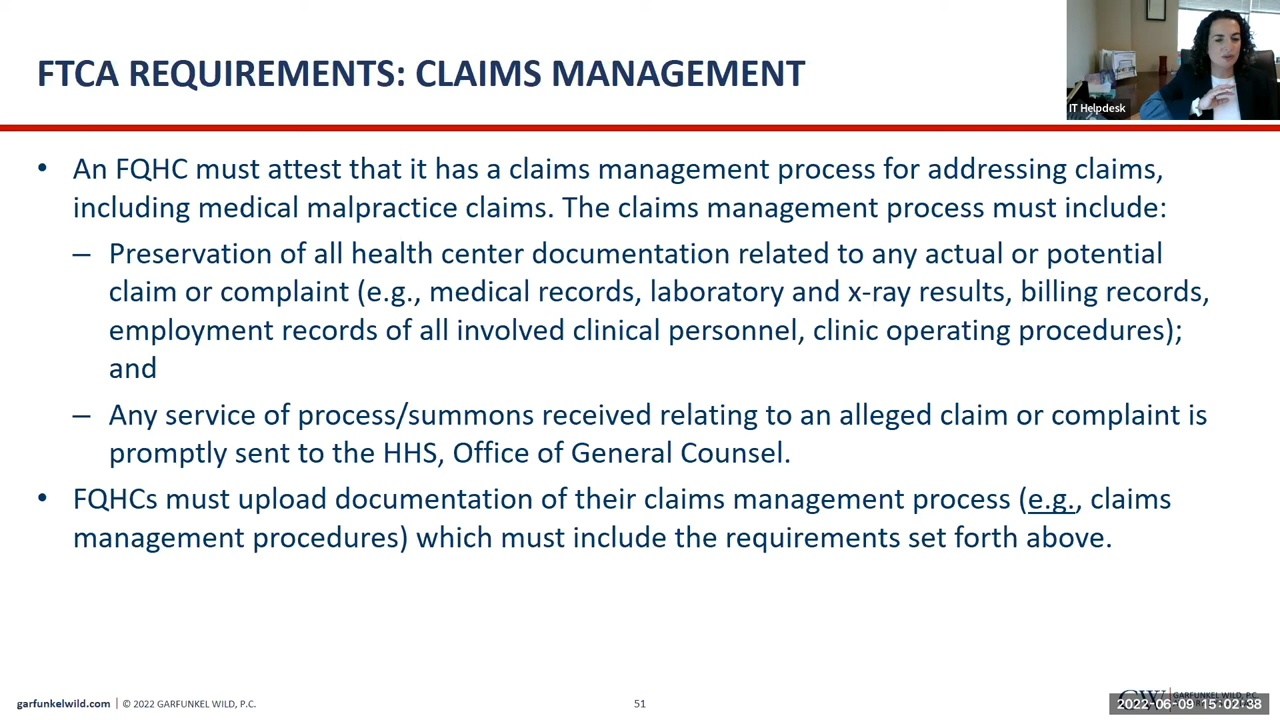 FTCA REQUIREMENTS: CLAIMS MANAGEMENT
IT Helpdesk
• An FQHC must attest that it has a claims management process for addressing claims,
including medical malpractice claims. The claims management process must include:
– Preservation of all health center documentation related to any actual or potential
claim or complaint (e.g., medical records, laboratory and x-ray results, billing records,
employment records of all involved clinical personnel, clinic operating procedures);
and
– Any service of process/summons received relating to an alleged claim or complaint is
promptly sent to the HHS, Office of General Counsel.
• FQHCs must upload documentation of their claims management process (e.g., claims
management procedures) which must include the requirements set forth above.
garfunkelwild.com | © 2022 GARFUNKEL WILD, P.C.
51
GARFUNKEL WILD, P.C.
2022-06-09 15:02:38